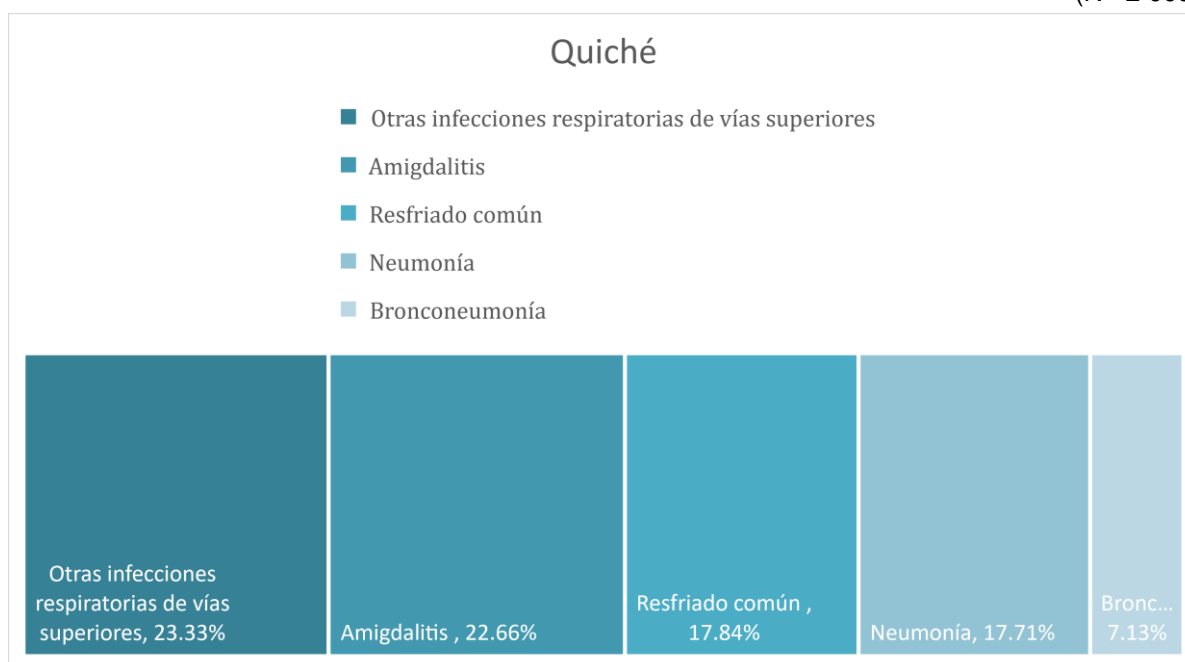 Quiché
Otras infecciones respiratorias de vías superiores
Amigdalitis
Resfriado común
Neumonía
Bronconeumonía
Otras infecciones
respiratorias de vías
superiores, 23.33%
Amigdalitis , 22.66%
Resfriado común ,
17.84%
Neumonía, 17.71%
Bronc...
7.13%